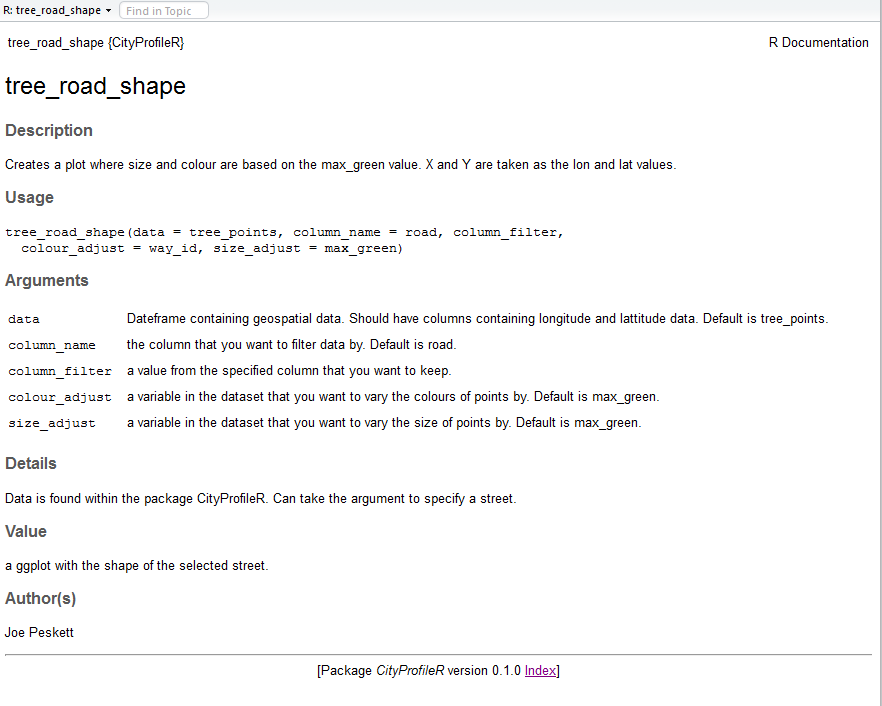 R: tree_road_shape Find in Topic
tree_road_shape {CityProfileR} R Documentation
tree_road_shape
Description
Creates a plot where size and colour are based on the max_green value. X and Y are taken as the lon and lat values.
Usage
tree_road_shape(data = tree_points, column_name = road, column_filter,
colour_adjust = way_id, size_adjust = max_green)
Arguments
data Dateframe containing geospatial data. Should have columns containing longitude and lattitude data. Default is tree_points.
column_name the column that you want to filter data by. Default is road.
column_filter a value from the specified column that you want to keep.
colour_adjust a variable in the dataset that you want to vary the colours of points by. Default is max_green.
size_adjust a variable in the dataset that you want to vary the size of points by. Default is max_green.
Details
Data is found within the package CityProfileR. Can take the argument to specify a street.
Value
a ggplot with the shape of the selected street.
Author(s)
Joe Peskett
[Package CityProfileR version 0.1.0 Index]